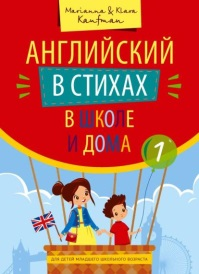 Marianna & Klara
Kaufman
АНГЛИЙСКИЙ
В СТИХАХ
В ШКОЛЕ
И ДОМА
1
ДЛЯ ДЕТЕЙ МЛАДШЕГО ШКОЛЬНОГО ВОЗРАСТА